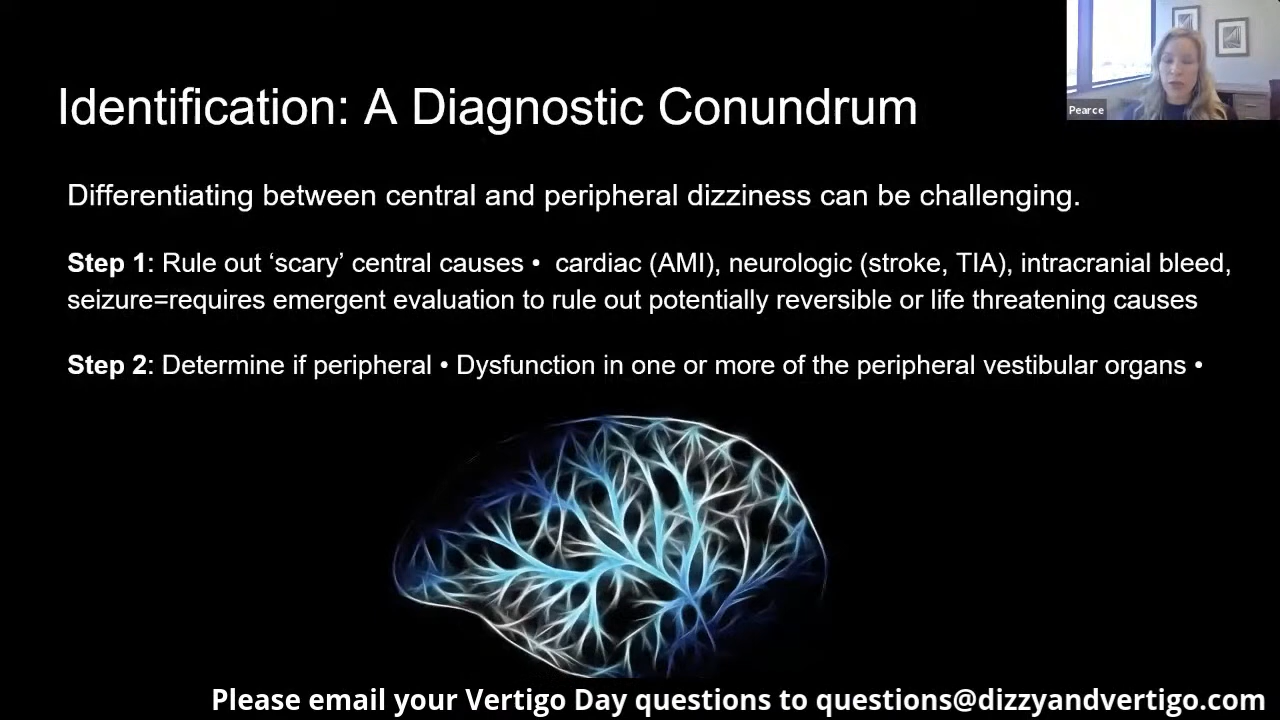 Identification: A Diagnostic Conundrum
Pearce
Differentiating between central and peripheral dizziness can be challenging.
Step 1: Rule out ‘scary’ central causes •  cardiac (AMI), neurologic (stroke, TIA), intracranial bleed,
seizure=requires emergent evaluation to rule out potentially reversible or life threatening causes
Step 2: Determine if peripheral • Dysfunction in one or more of the peripheral vestibular organs •
Please email your Vertigo Day questions to questions@dizzyandvertigo.com